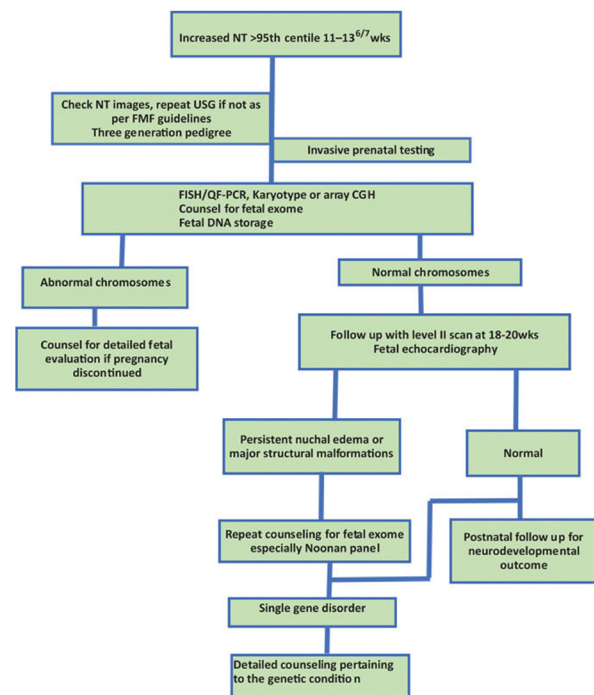 Increased NT >95th centile 11–13⁶/⁷ wks
Check NT images, repeat USG if not as
per FMF guidelines
Three generation pedigree
Invasive prenatal testing
FISH/QF-PCR, Karyotype or array CGH
Counsel for fetal exome
Fetal DNA storage
Abnormal chromosomes
Normal chromosomes
Counsel for detailed fetal
evaluation if pregnancy
discontinued
Follow up with level II scan at 18-20wks
Fetal echocardiography
Persistent nuchal edema or
major structural malformations
Normal
Repeat counseling for fetal exome
especially Noonan panel
Postnatal follow up for
neurodevelopmental
outcome
Single gene disorder
Detailed counseling pertaining
to the genetic condition